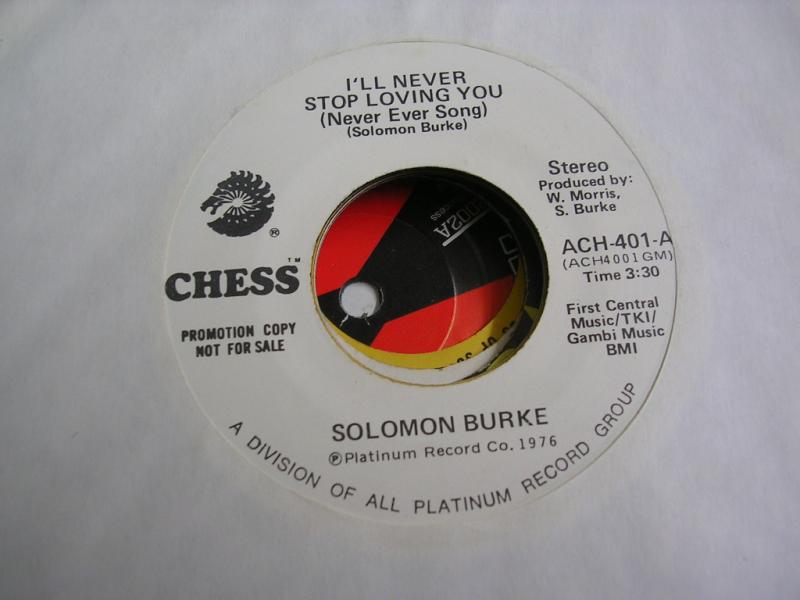 I'LL NEVER
STOP LOVING YOU
(Never Ever Song)
(Solomon Burke)
Stereo
Produced by:
W. Morris,
S. Burke
ACH-401-A
(ACH4001GM)
Time 3:30
First Central
Music/TKI/
Gambi Music
BMI
®
CHESS™
PROMOTION COPY
NOT FOR SALE
SOLOMON BURKE
℗Platinum Record Co. 1976
A DIVISION OF ALL PLATINUM RECORD GROUP